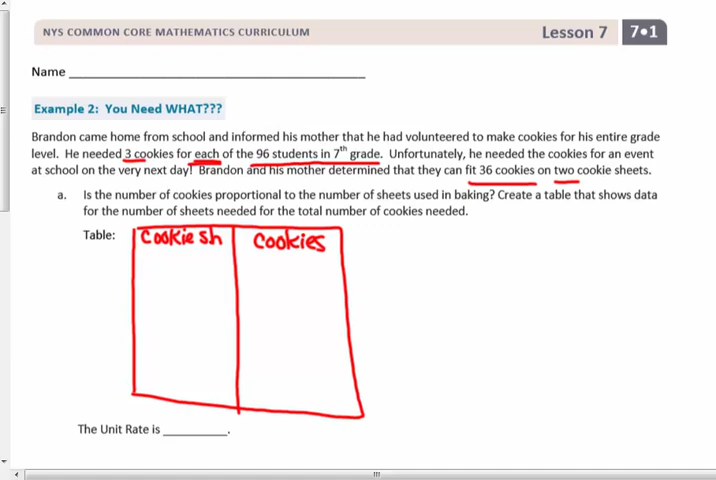 NYS COMMON CORE MATHEMATICS CURRICULUM Lesson 7 7•1
Name
Example 2: You Need WHAT???
Brandon came home from school and informed his mother that he had volunteered to make cookies for his entire grade
level. He needed 3 cookies for each of the 96 students in 7th grade. Unfortunately, he needed the cookies for an event
at school on the very next day! Brandon and his mother determined that they can fit 36 cookies on two cookie sheets.
a. Is the number of cookies proportional to the number of sheets used in baking? Create a table that shows data
for the number of sheets needed for the total number of cookies needed.
Table: Cookie sh Cookies
The Unit Rate is __________.